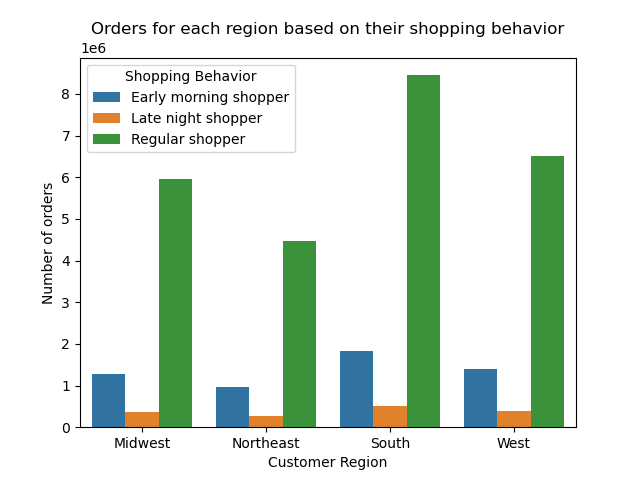 Orders for each region based on their shopping behavior
1e6
Shopping Behavior
Early morning shopper
Late night shopper
Regular shopper
8
7
6
5
4
3
2
1
0
Number of orders
Midwest Northeast South West
Customer Region